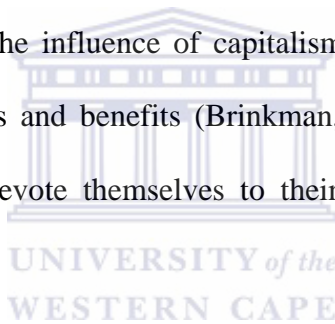 he influence of capitalism
s and benefits (Brinkman.
evote themselves to their
UNIVERSITY of the
WESTERN CAPE